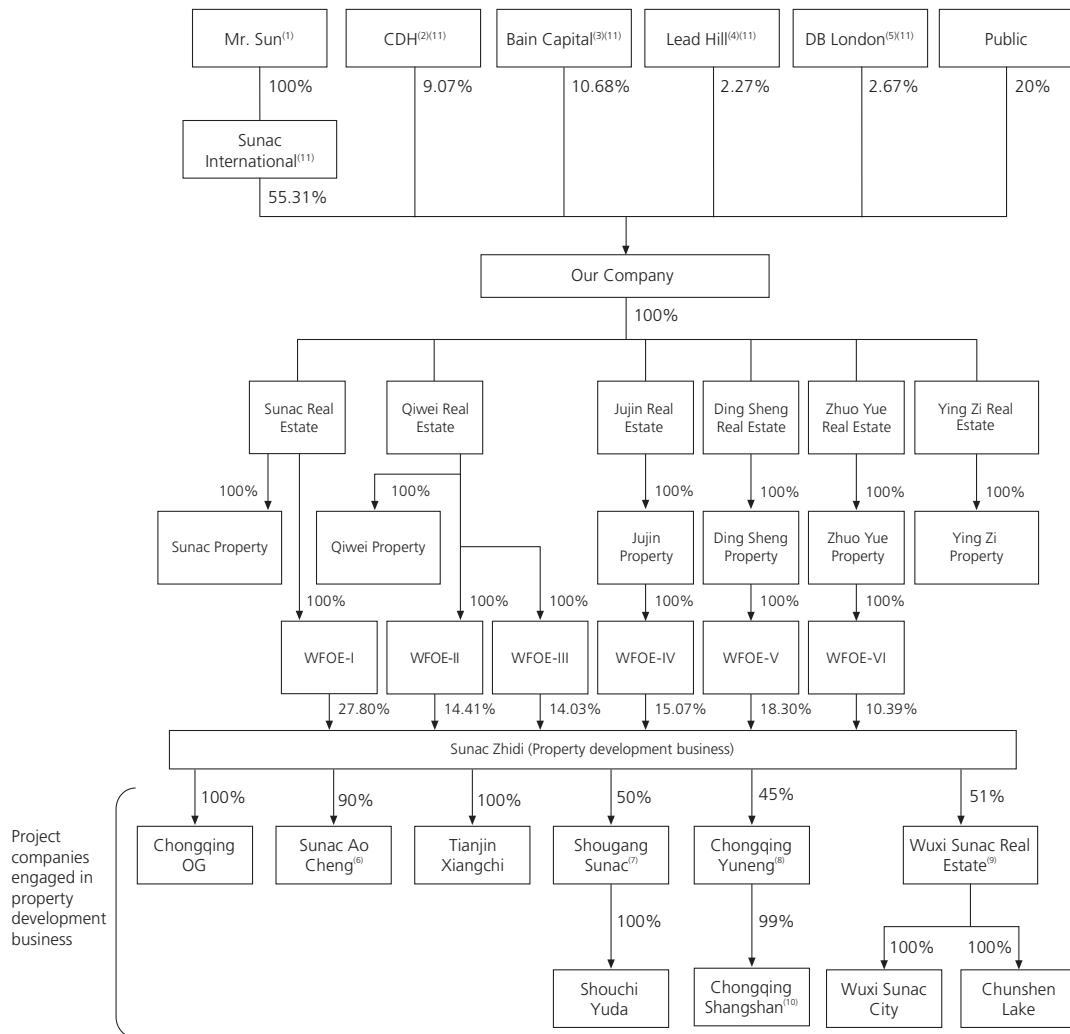 Mr. Sun(1)
CDH(2)(11)
Bain Capital(3)(11)
Lead Hill(4)(11)
DB London(5)(11)
Public
100%
9.07%
10.68%
2.27%
2.67%
20%
Sunac
International(11)
55.31%
Our Company
100%
Sunac Real
Estate
Qiwei Real
Estate
Jujin Real
Estate
Ding Sheng
Real Estate
Zhuo Yue
Real Estate
Ying Zi Real
Estate
100%
100%
100%
100%
100%
100%
Sunac Property
Qiwei Property
Jujin
Property
Ding Sheng
Property
Zhuo Yue
Property
Ying Zi
Property
100%
100%
100%
100%
100%
100%
WFOE-I
WFOE-II
WFOE-III
WFOE-IV
WFOE-V
WFOE-VI
27.80%
14.41%
14.03%
15.07%
18.30%
10.39%
Sunac Zhidi (Property development business)
100%
90%
100%
50%
45%
51%
Project
companies
engaged in
property
development
business
Chongqing
OG
Sunac Ao
Cheng(6)
Tianjin
Xiangchi
Shougang
Sunac(7)
Chongqing
Yuneng(8)
Wuxi Sunac Real
Estate(9)
100%
99%
100%
100%
Shouchi
Yuda
Chongqing
Shangshan(10)
Wuxi Sunac
City
Chunshen
Lake